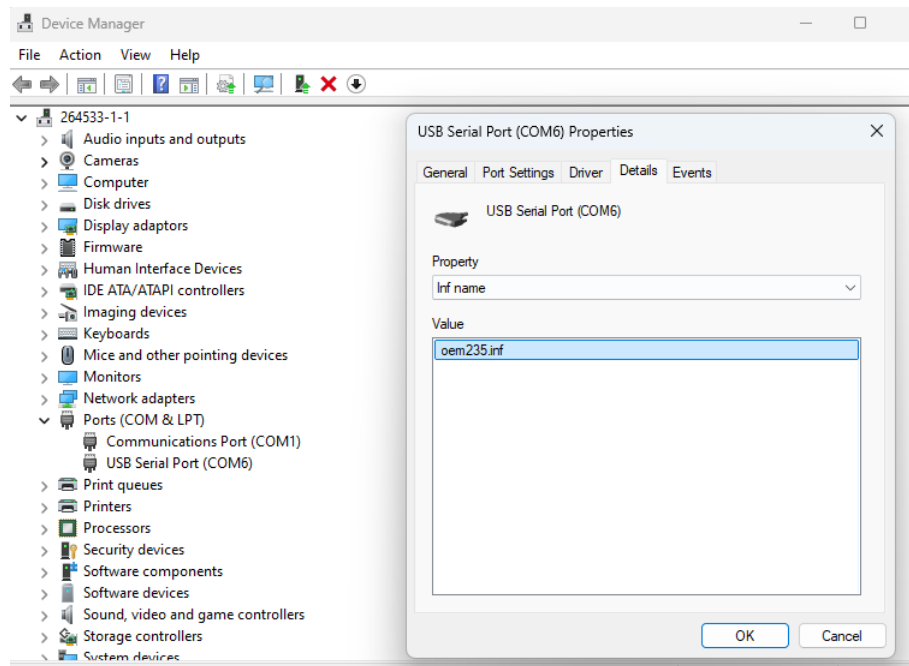 Device Manager
File Action View Help
264533-1-1
Audio inputs and outputs
Cameras
Computer
Disk drives
Display adaptors
Firmware
Human Interface Devices
IDE ATA/ATAPI controllers
Imaging devices
Keyboards
Mice and other pointing devices
Monitors
Network adapters
Ports (COM & LPT)
Communications Port (COM1)
USB Serial Port (COM6)
Print queues
Printers
Processors
Security devices
Software components
Software devices
Sound, video and game controllers
Storage controllers
System devices
USB Serial Port (COM6) Properties
General Port Settings Driver Details Events
USB Serial Port (COM6)
Property
Inf name
Value
oem235.inf
OK Cancel